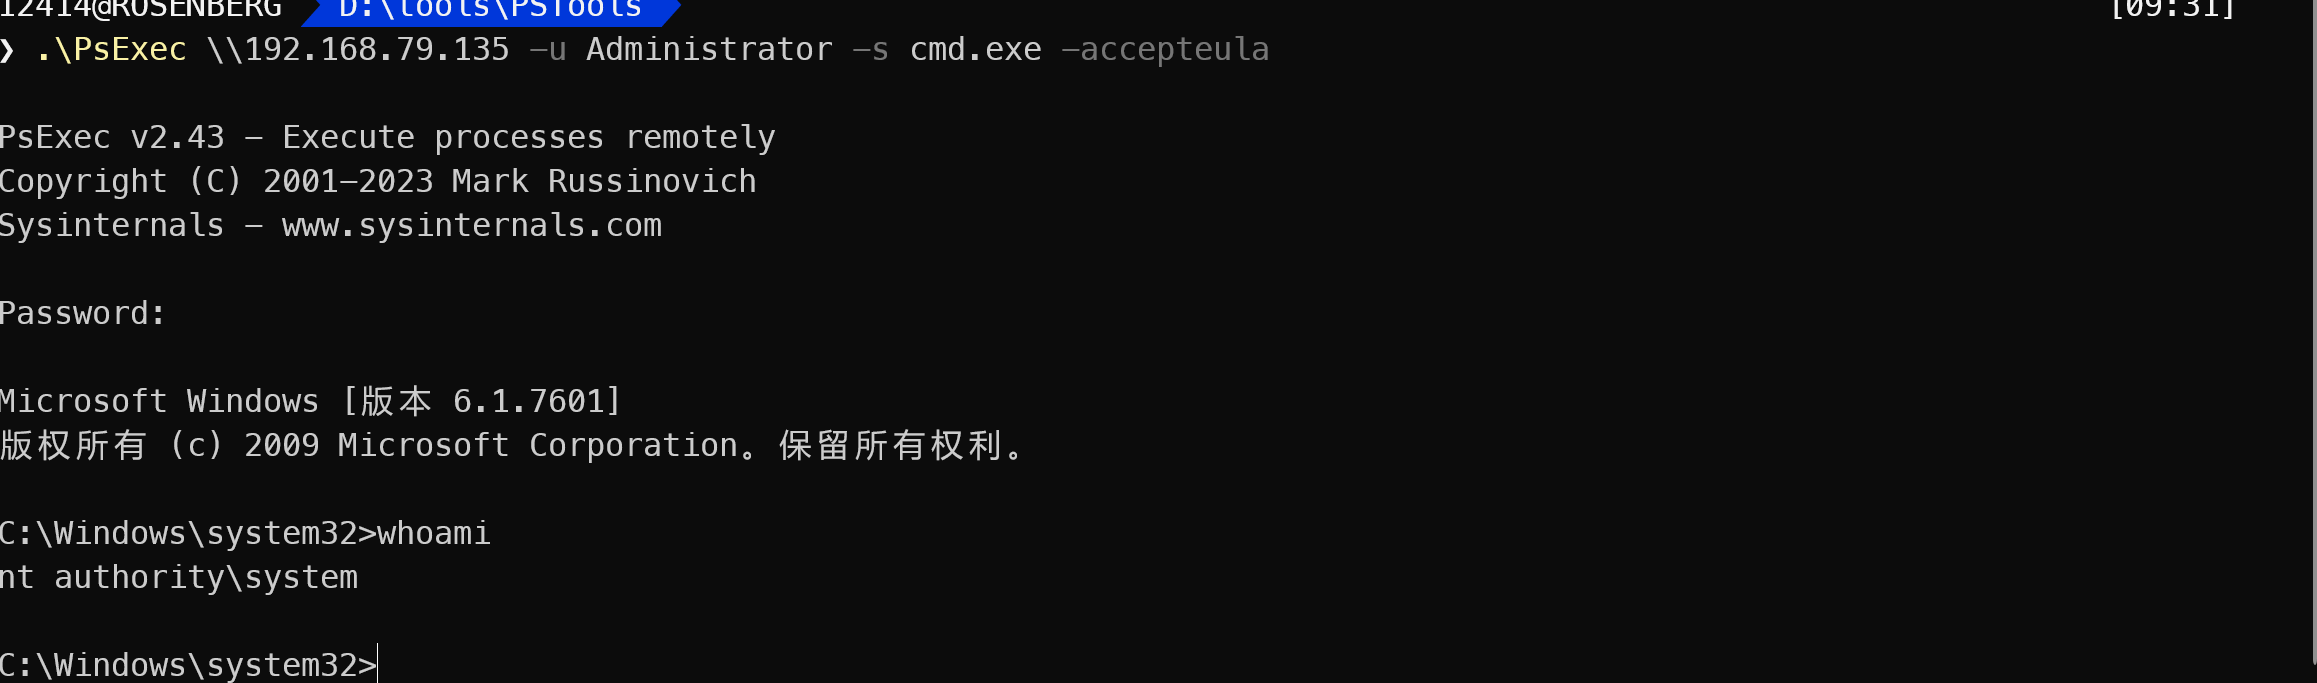 12414@ROSENBERG D:\tools\PSTools [09:31]
❯ .\PsExec \\192.168.79.135 -u Administrator -s cmd.exe -accepteula
PsExec v2.43 - Execute processes remotely
Copyright (C) 2001-2023 Mark Russinovich
Sysinternals - www.sysinternals.com
Password:
Microsoft Windows [版本 6.1.7601]
版权所有 (c) 2009 Microsoft Corporation。保留所有权利。
C:\Windows\system32>whoami
nt authority\system
C:\Windows\system32>